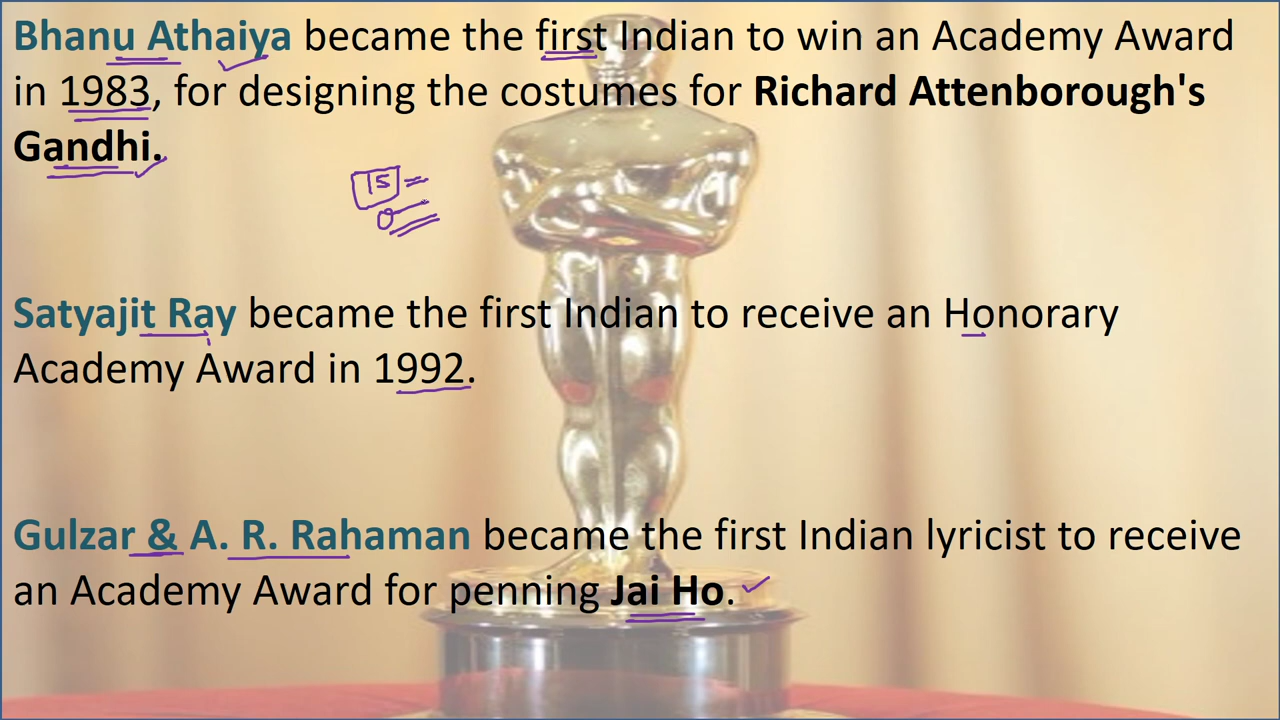 Bhanu Athaiya became the first Indian to win an Academy Award
in 1983, for designing the costumes for Richard Attenborough's
Gandhi.
15
Satyajit Ray became the first Indian to receive an Honorary
Academy Award in 1992.
Gulzar & A. R. Rahaman became the first Indian lyricist to receive
an Academy Award for penning Jai Ho.